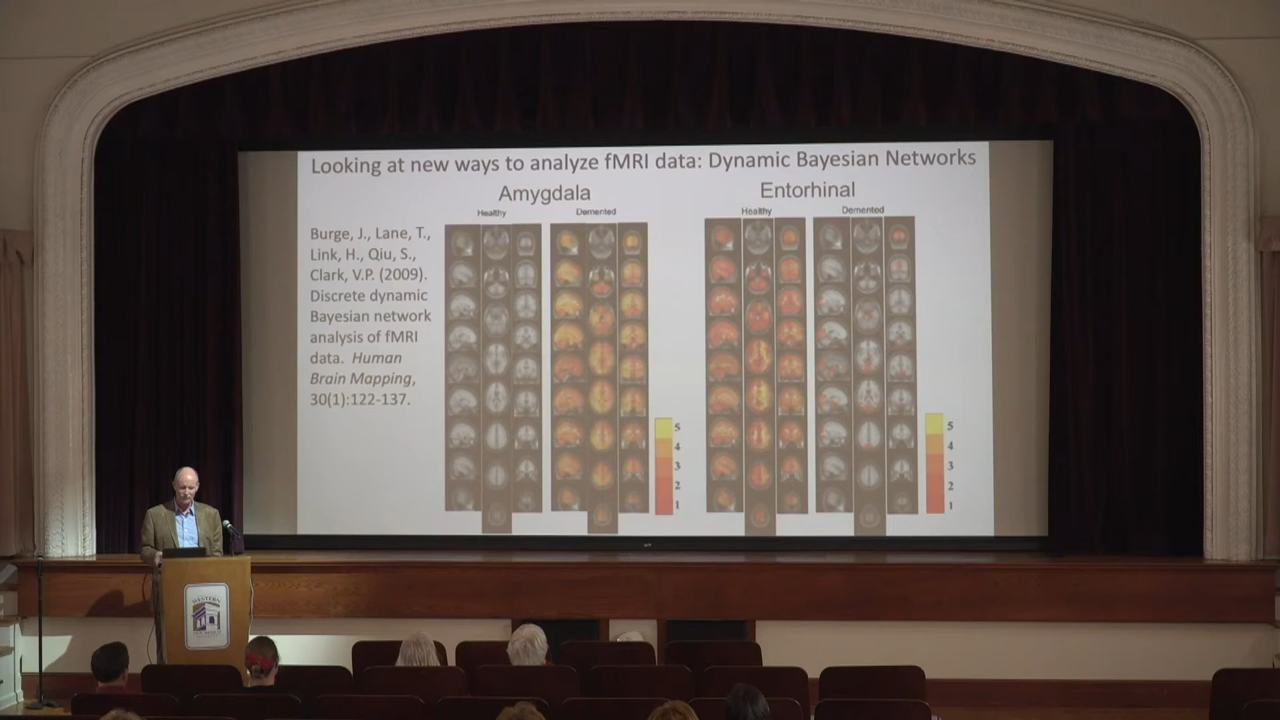 Looking at new ways to analyze fMRI data: Dynamic Bayesian Networks
Amygdala
Entorhinal
Healthy
Demented
Healthy
Demented
Burge, J., Lane, T.,
Link, H., Qiu, S.,
Clark, V.P. (2009).
Discrete dynamic
Bayesian network
analysis of fMRI
data. Human
Brain Mapping,
30(1):122-137.
5
4
3
2
1
5
4
3
2
1
WESTERN